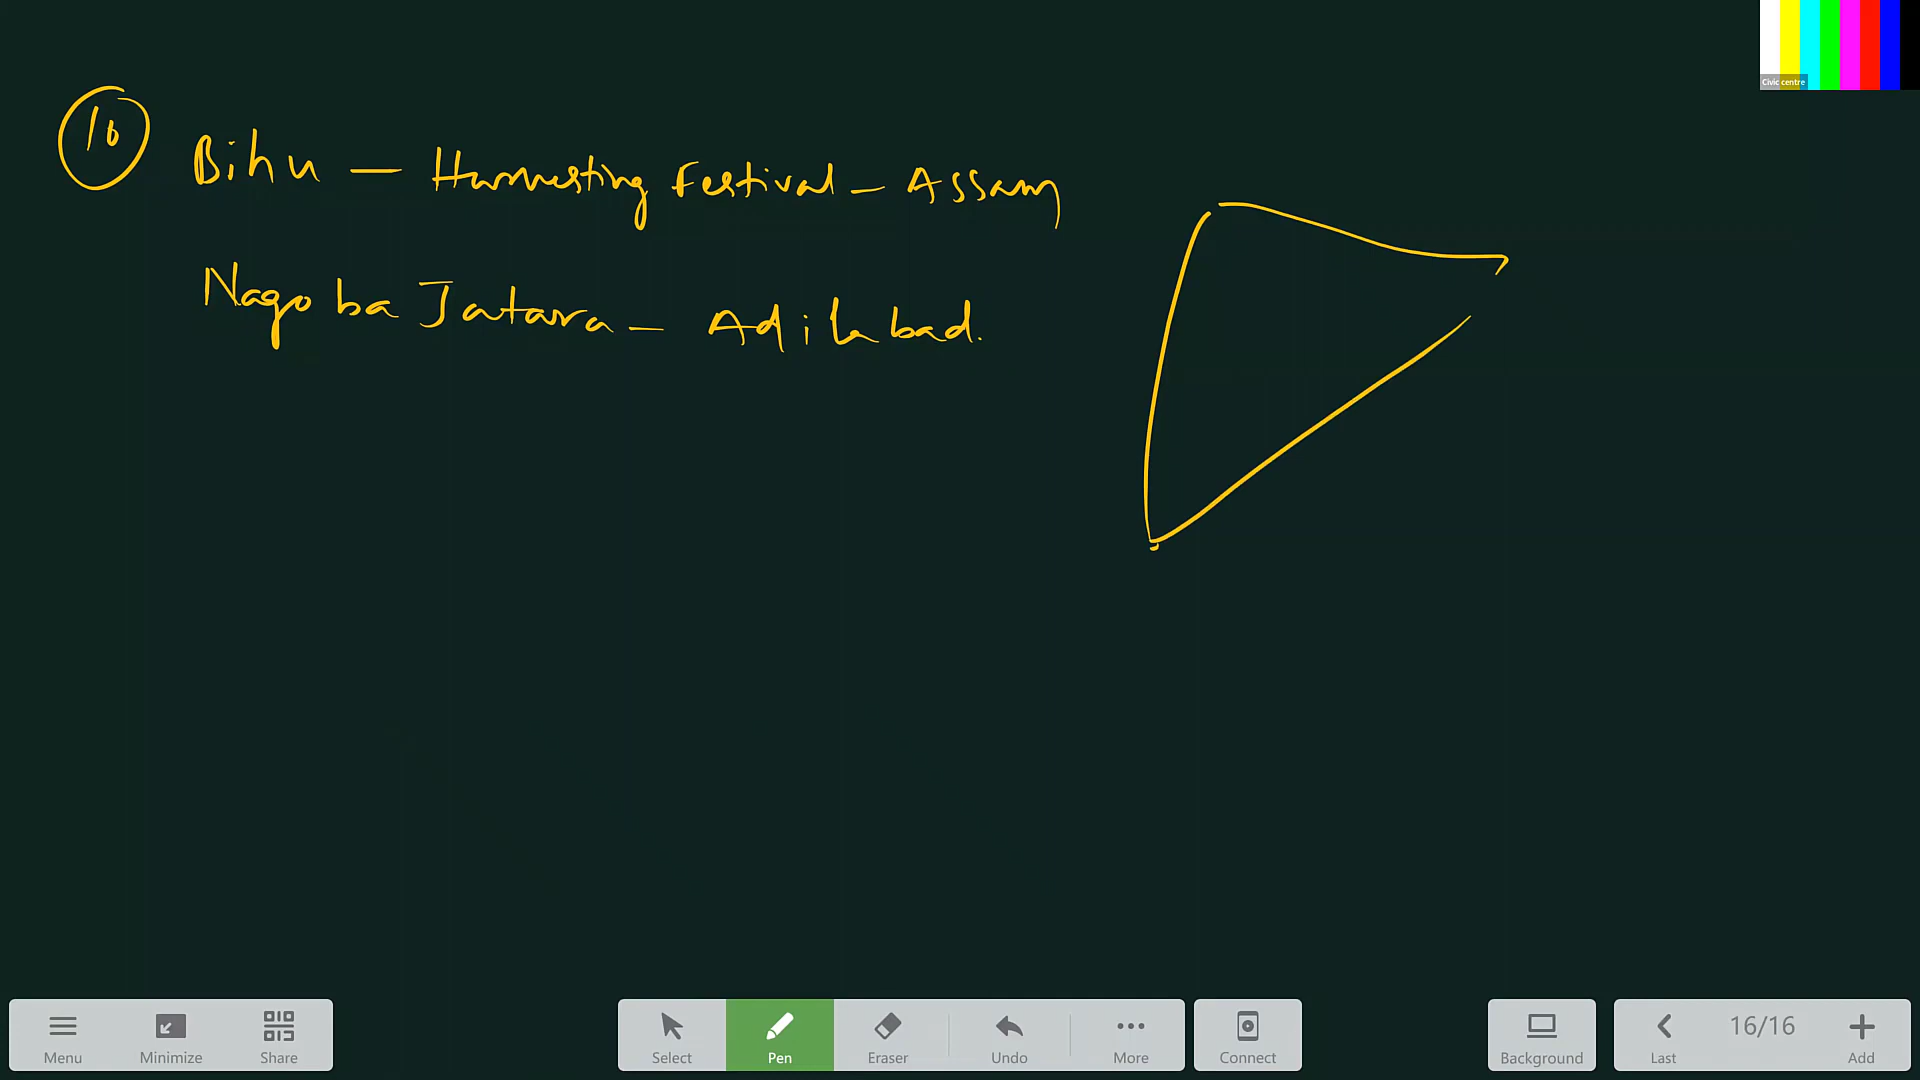 Civic centre
16
Bihu — Harvesting Festival — Assam
Nagoba Jatara — Adilabad.
Menu
Minimize
Share
Select
Pen
Eraser
Undo
More
Connect
Background
Last
16/16
Add